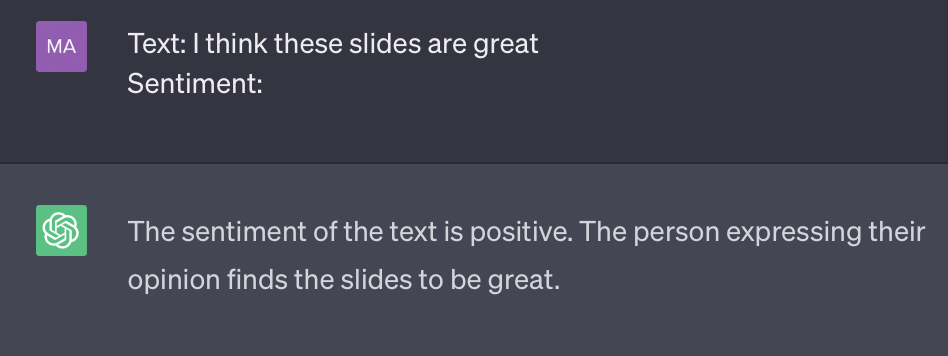 MA
Text: I think these slides are great
Sentiment:
The sentiment of the text is positive. The person expressing their
opinion finds the slides to be great.